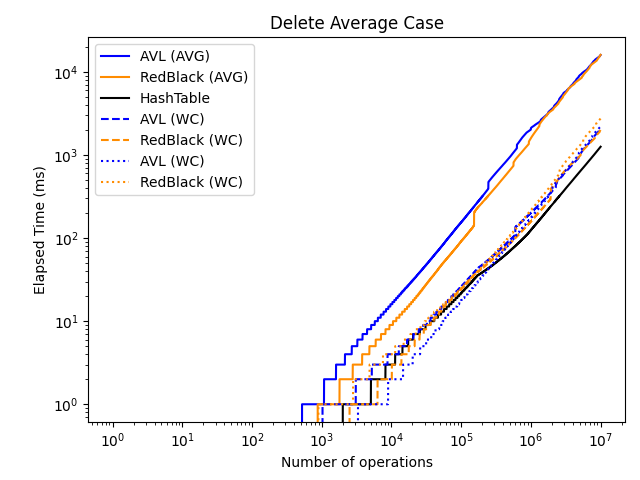 Delete Average Case
AVL (AVG)
RedBlack (AVG)
HashTable
AVL (WC)
RedBlack (WC)
AVL (WC)
RedBlack (WC)
Elapsed Time (ms)
10⁴
10³
10²
10¹
10⁰
10⁰ 10¹ 10² 10³ 10⁴ 10⁵ 10⁶ 10⁷
Number of operations